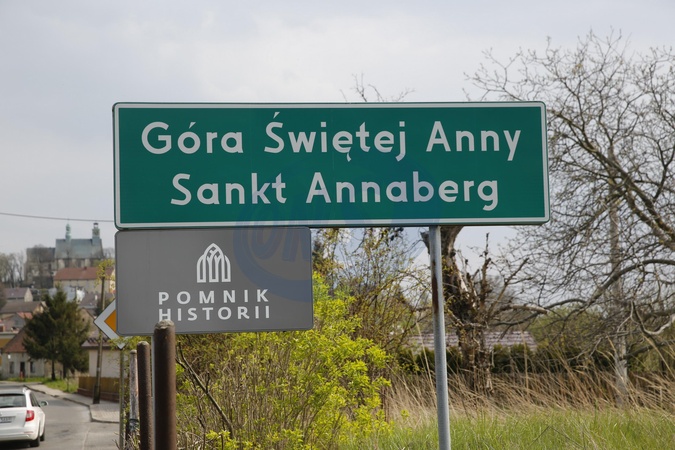 Góra Świętej Anny
Sankt Annaberg
POMNIK
HISTORII